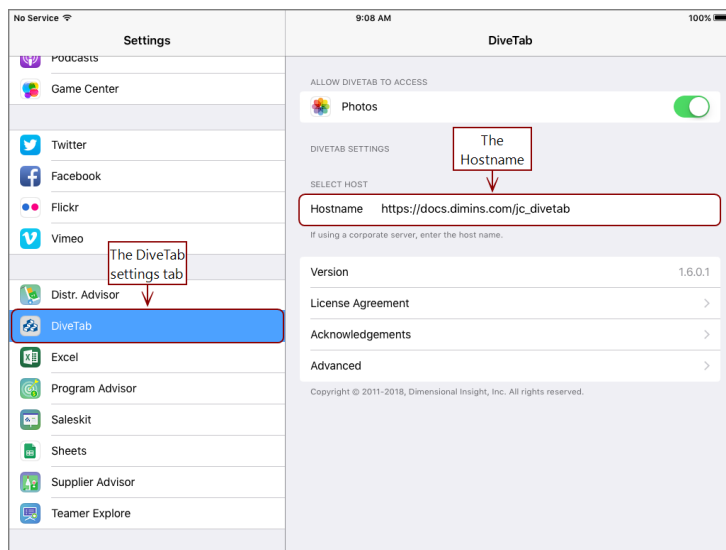 No Service 9:08 AM 100%
Settings
DiveTab
Podcasts
Game Center
Twitter
Facebook
Flickr
Vimeo
The DiveTab
settings tab
Distr. Advisor
DiveTab
Excel
Program Advisor
Saleskit
Sheets
Supplier Advisor
Teamer Explore
ALLOW DIVETAB TO ACCESS
Photos
DIVETAB SETTINGS
The
Hostname
SELECT HOST
Hostname https://docs.dimins.com/jc_divetab
If using a corporate server, enter the host name.
Version 1.6.0.1
License Agreement
Acknowledgements
Advanced
Copyright © 2011-2018, Dimensional Insight, Inc. All rights reserved.